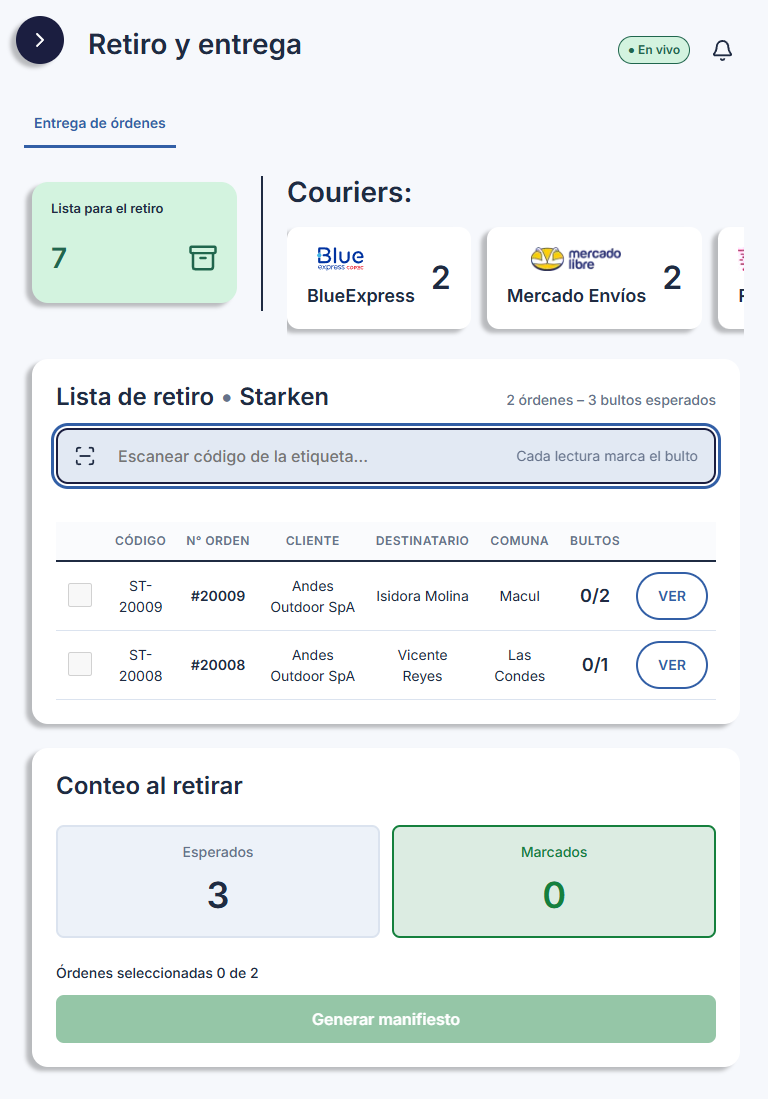 Retiro y entrega
• En vivo
Entrega de órdenes
Lista para el retiro
7
Couriers:
Blue
express COPEC
BlueExpress
2
mercado
libre
Mercado Envíos
2
Lista de retiro • Starken
2 órdenes – 3 bultos esperados
Escanear código de la etiqueta...
Cada lectura marca el bulto
CÓDIGO N° ORDEN CLIENTE DESTINATARIO COMUNA BULTOS
ST-20009 #20009 Andes Outdoor SpA Isidora Molina Macul 0/2 VER
ST-20008 #20008 Andes Outdoor SpA Vicente Reyes Las Condes 0/1 VER
Conteo al retirar
Esperados
3
Marcados
0
Órdenes seleccionadas 0 de 2
Generar manifiesto